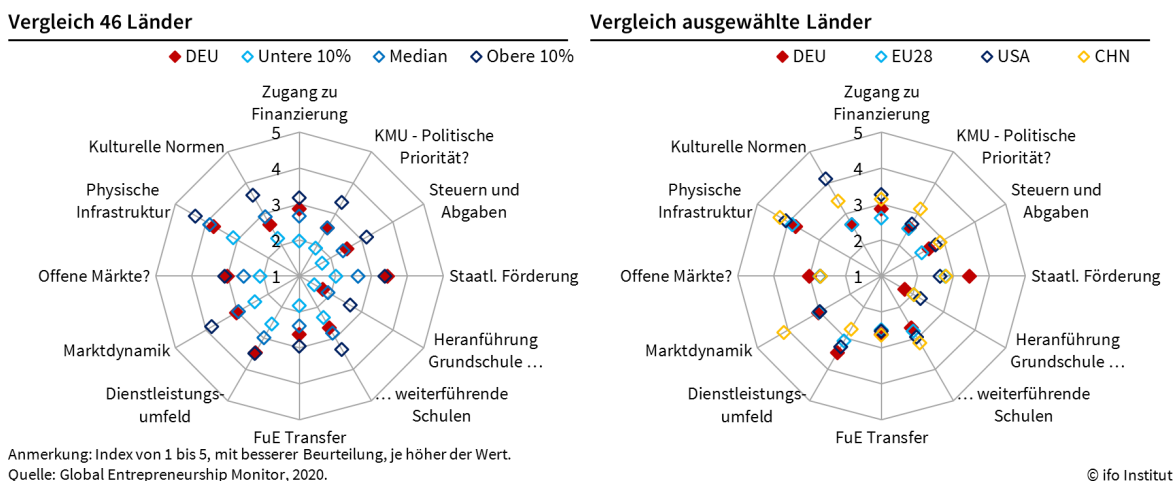 Vergleich 46 Länder
DEU
Untere 10%
Median
Obere 10%
Zugang zu
Finanzierung
KMU - Politische
Priorität?
Steuern und
Abgaben
Staatl. Förderung
Heranführung
Grundschule …
… weiterführende
Schulen
FuE Transfer
Dienstleistungs-
umfeld
Marktdynamik
Offene Märkte?
Physische
Infrastruktur
Kulturelle Normen
5
4
3
2
1
Vergleich ausgewählte Länder
DEU
EU28
USA
CHN
Zugang zu
Finanzierung
KMU - Politische
Priorität?
Steuern und
Abgaben
Staatl. Förderung
Heranführung
Grundschule …
… weiterführende
Schulen
FuE Transfer
Dienstleistungs-
umfeld
Marktdynamik
Offene Märkte?
Physische
Infrastruktur
Kulturelle Normen
5
4
3
2
1
Anmerkung: Index von 1 bis 5, mit besserer Beurteilung, je höher der Wert.
Quelle: Global Entrepreneurship Monitor, 2020.
© ifo Institut